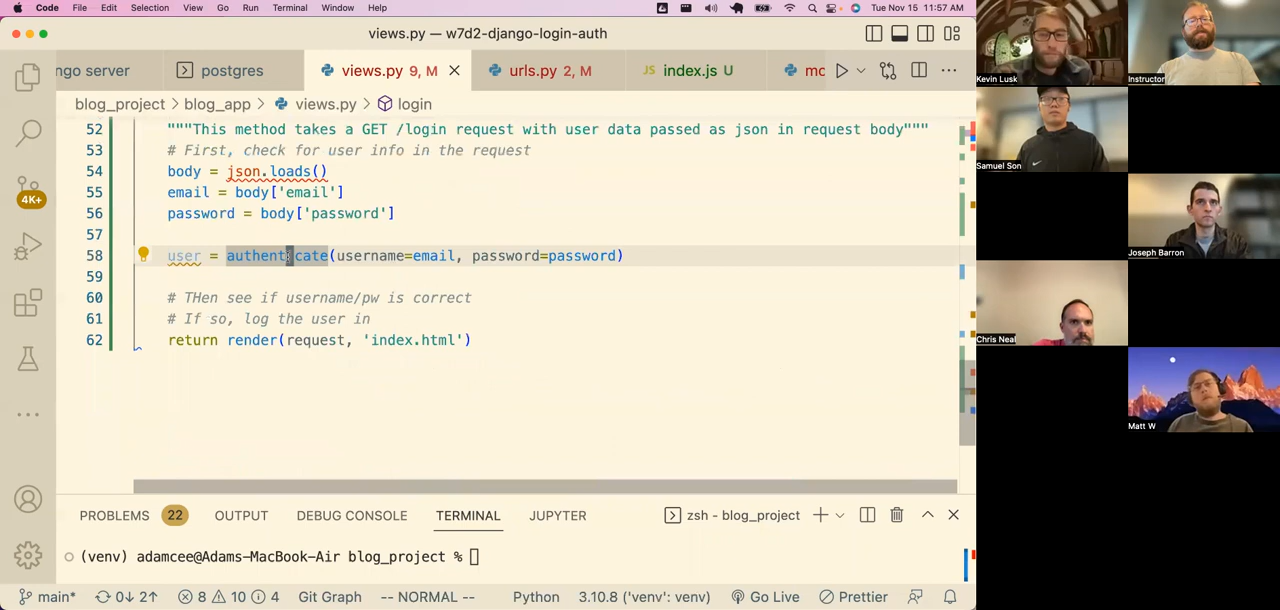 Code File Edit Selection View Go Run Terminal Window Help Tue Nov 15 11:57 AM
views.py — w7d2-django-login-auth
ngo server postgres views.py 9, M urls.py 2, M JS index.js U mc
blog_project > blog_app > views.py > login
52 """This method takes a GET /login request with user data passed as json in request body"""
53 # First, check for user info in the request
54 body = json.loads()
55 email = body['email']
56 password = body['password']
57
58 user = authenticate(username=email, password=password)
59
60 # THen see if username/pw is correct
61 # If so, log the user in
62 return render(request, 'index.html')
4K+
PROBLEMS 22 OUTPUT DEBUG CONSOLE TERMINAL JUPYTER zsh - blog_project
(venv) adamcee@Adams-MacBook-Air blog_project %
main* 0↓ 2↑ 8 10 4 Git Graph -- NORMAL -- Python 3.10.8 ('venv': venv) Go Live Prettier
Kevin Lusk
Instructor
Samuel Son
Joseph Barron
Chris Neal
Matt W